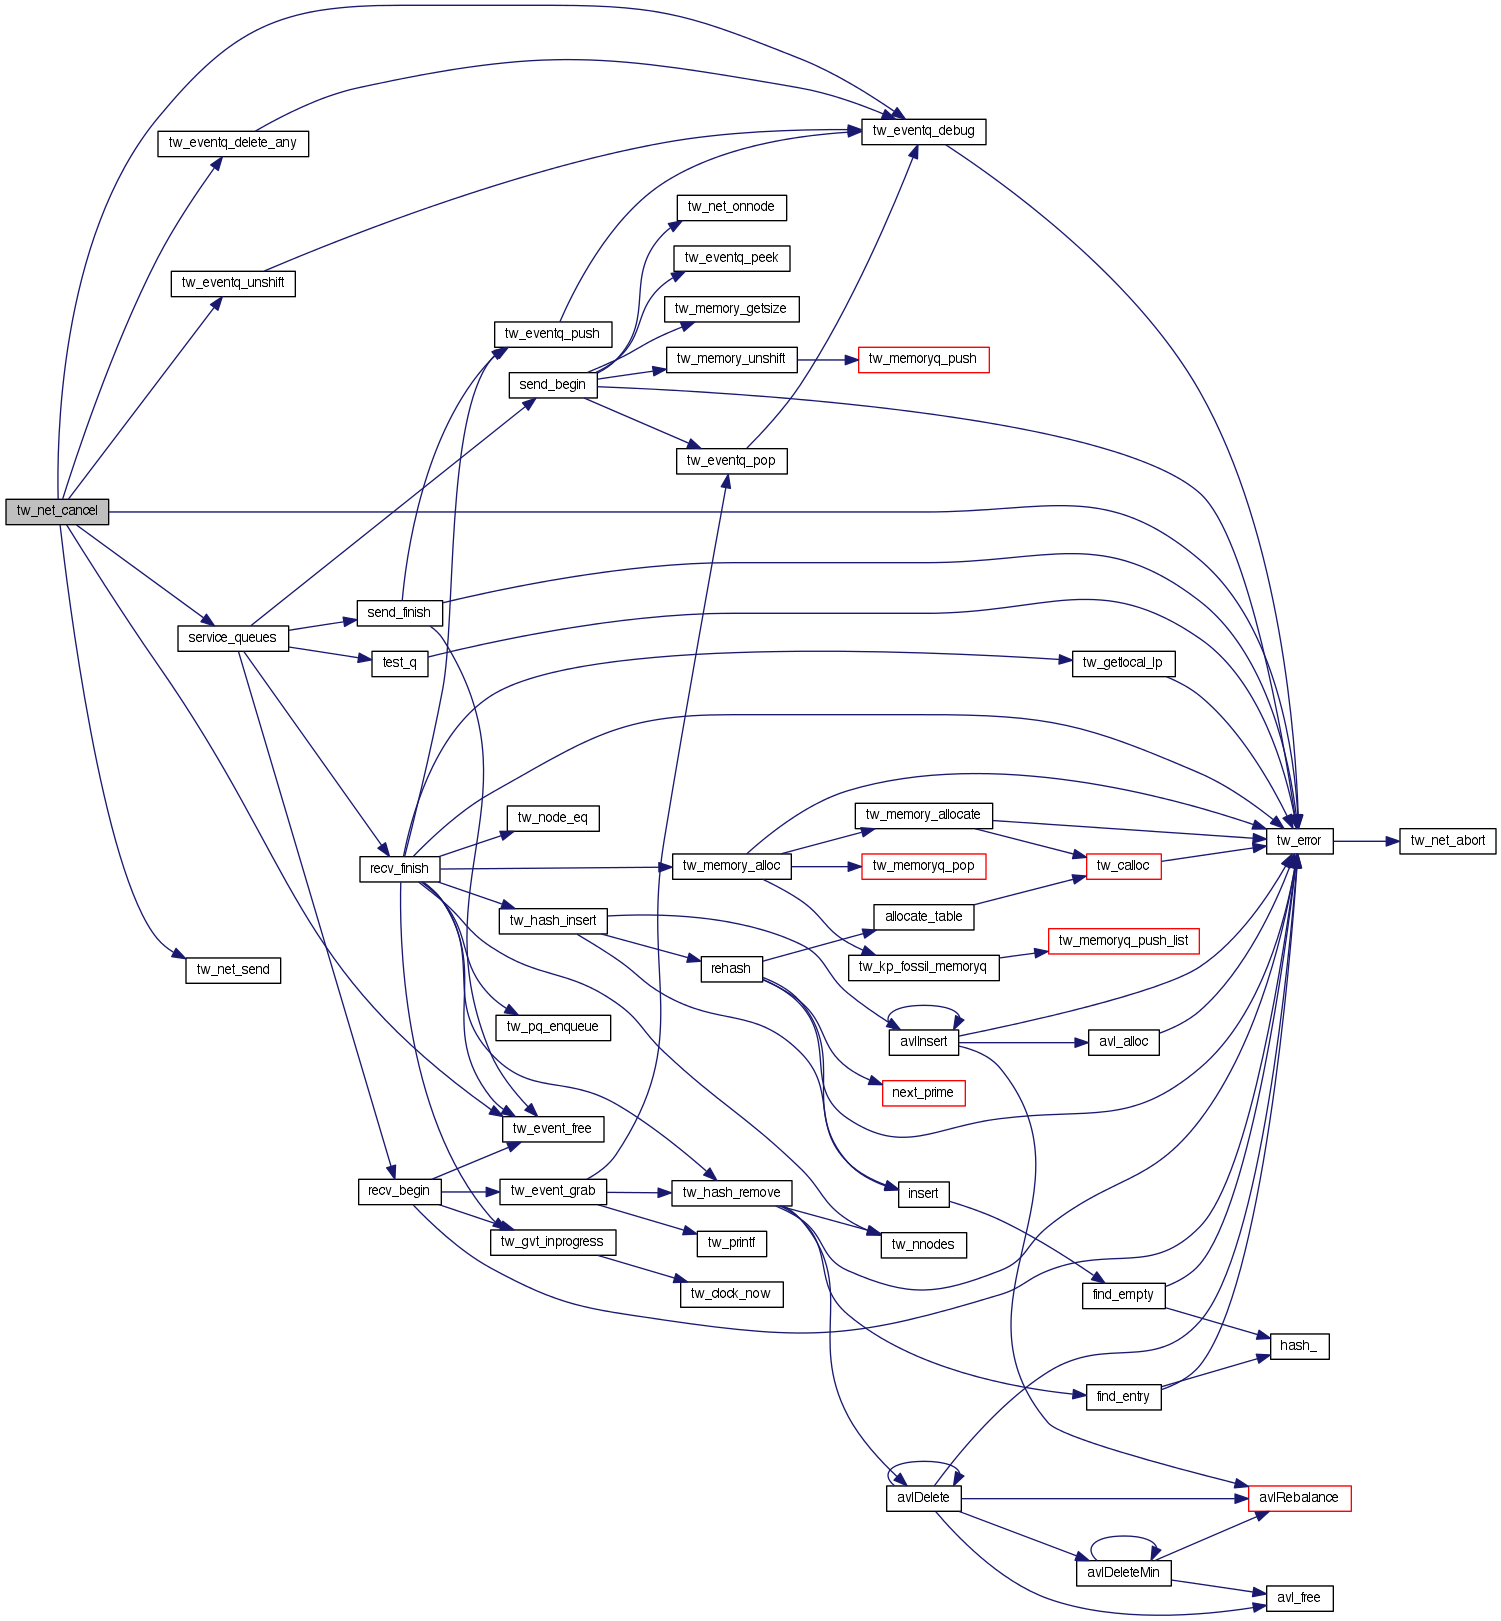 tw_eventq_debug
tw_eventq_delete_any
tw_net_onnode
tw_eventq_peek
tw_eventq_unshift
tw_memory_getsize
tw_eventq_push
tw_memory_unshift
tw_memoryq_push
send_begin
tw_eventq_pop
tw_net_cancel
send_finish
service_queues
test_q
tw_getlocal_lp
tw_node_eq
tw_memory_allocate
tw_error
tw_net_abort
recv_finish
tw_memory_alloc
tw_memoryq_pop
tw_calloc
tw_hash_insert
allocate_table
tw_memoryq_push_list
tw_net_send
rehash
tw_kp_fossil_memoryq
tw_pq_enqueue
avlInsert
avl_alloc
next_prime
tw_event_free
recv_begin
tw_event_grab
tw_hash_remove
insert
tw_gvt_inprogress
tw_printf
tw_nnodes
tw_clock_now
find_empty
hash_
find_entry
avlDelete
avlRebalance
avlDeleteMin
avl_free